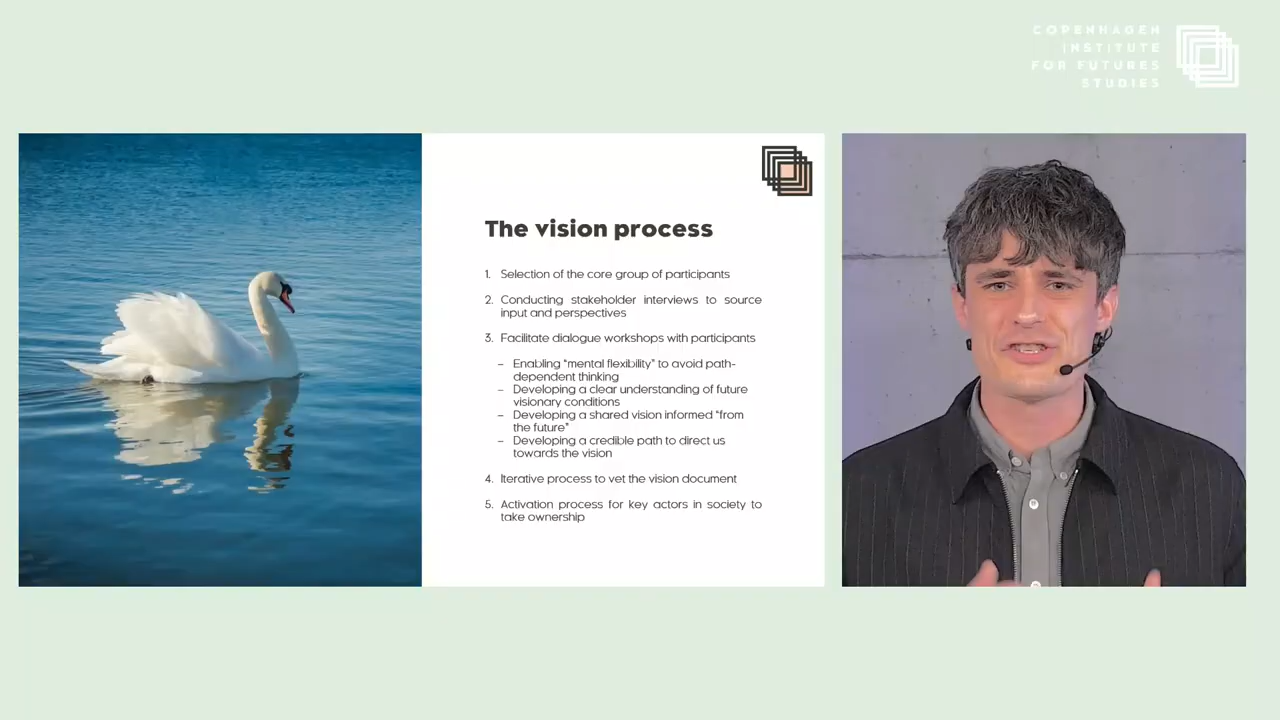 COPENHAGEN
INSTITUTE
FOR FUTURES
STUDIES
The vision process
1. Selection of the core group of participants
2. Conducting stakeholder interviews to source
input and perspectives
3. Facilitate dialogue workshops with participants
– Enabling "mental flexibility" to avoid path-
dependent thinking
– Developing a clear understanding of future
visionary conditions
– Developing a shared vision informed "from
the future"
– Developing a credible path to direct us
towards the vision
4. Iterative process to vet the vision document
5. Activation process for key actors in society to
take ownership